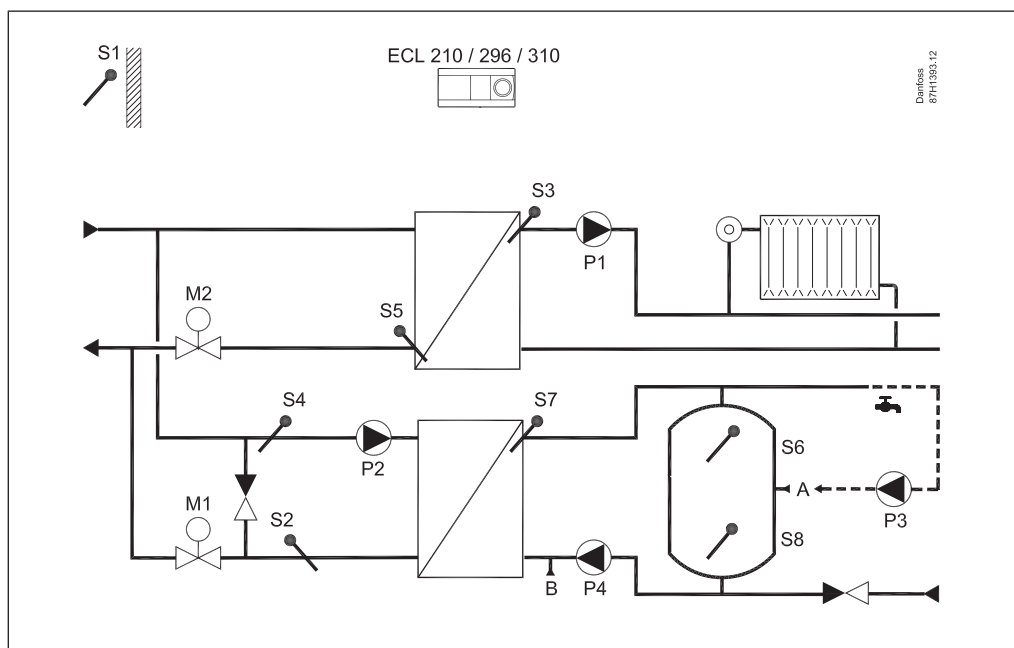 S1
ECL 210 / 296 / 310
Danfoss
87H1393.12
S3
P1
M2
S5
S4
S7
P2
S6
A
P3
M1
S2
S8
B
P4